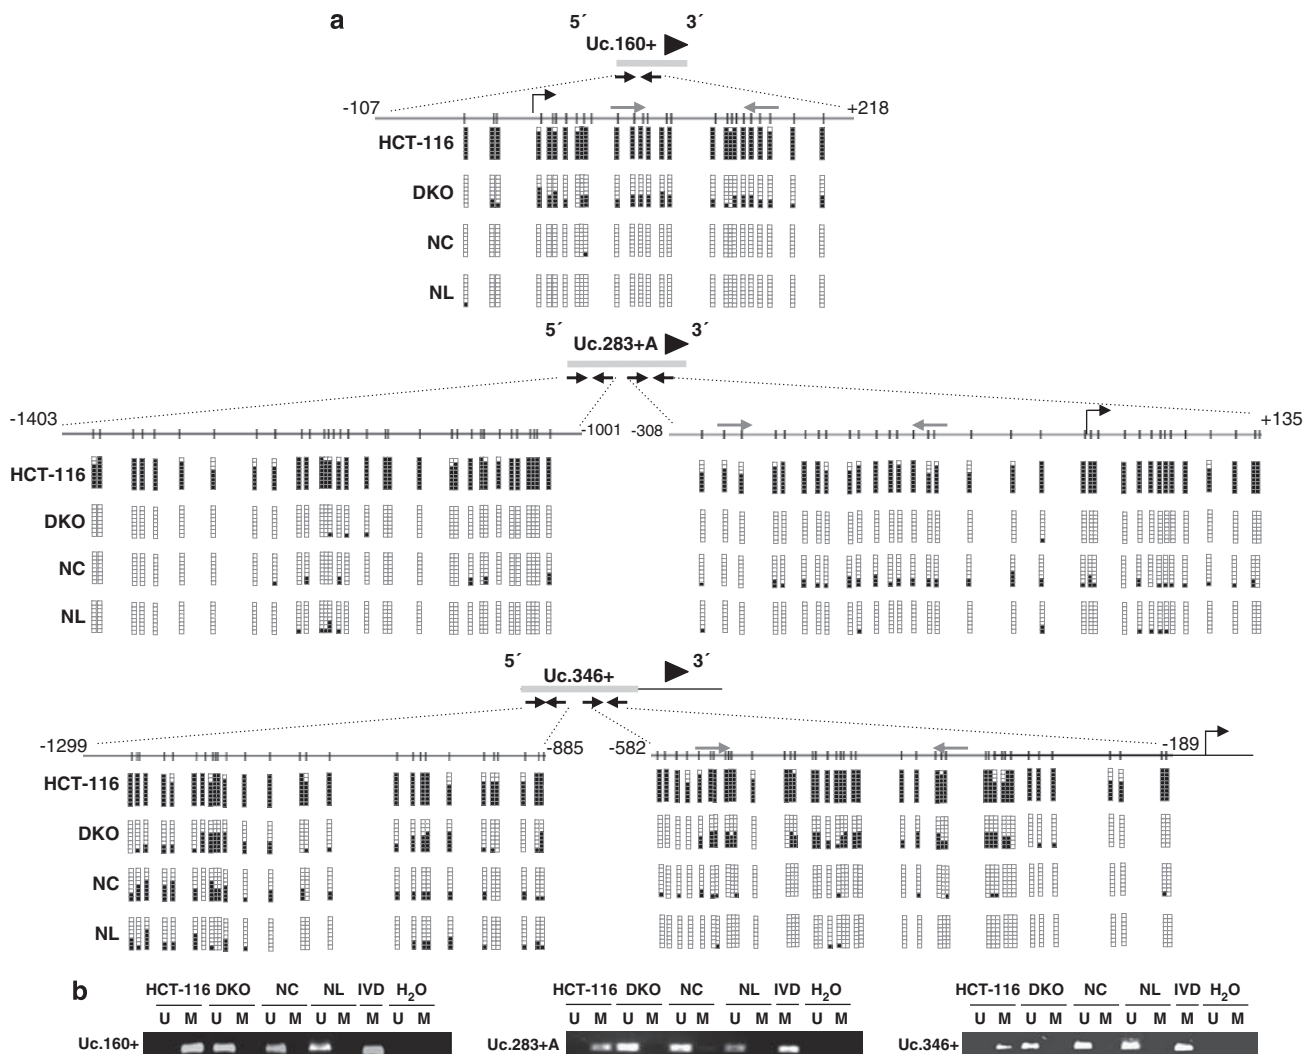 a
5´ 3´
Uc.160+
-107 +218
HCT-116
DKO
NC
NL
5´ 3´
Uc.283+A
-1403 -1001 -308 +135
HCT-116
DKO
NC
NL
5´ 3´
Uc.346+
-1299 -885 -582 -189
HCT-116
DKO
NC
NL
b
HCT-116 DKO NC NL IVD H2O
U M U M U M U M M U M
Uc.160+
HCT-116 DKO NC NL IVD H2O
U M U M U M U M M U M
Uc.283+A
HCT-116 DKO NC NL IVD H2O
U M U M U M U M M U M
Uc.346+